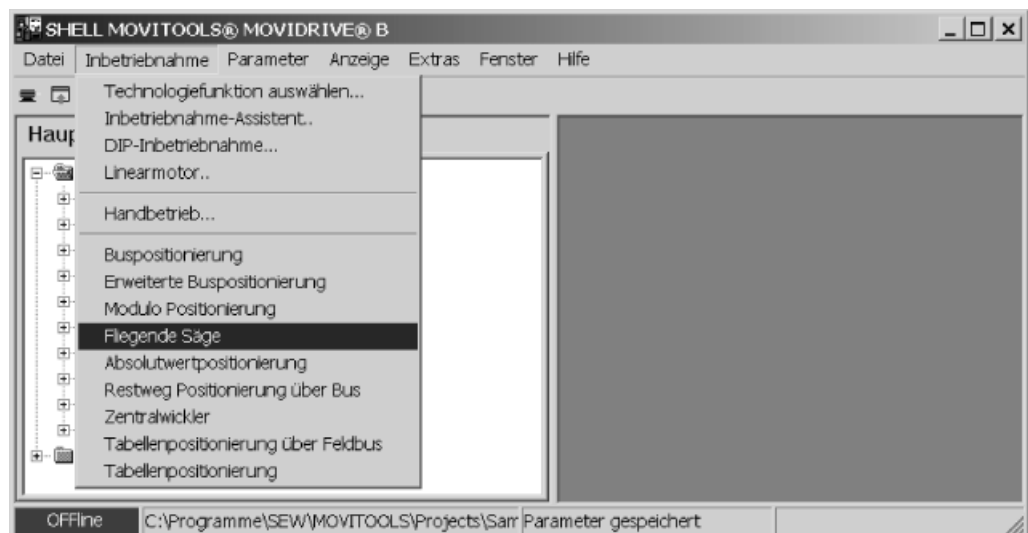 SHELL MOVITOOLS® MOVIDRIVE® B
Datei Inbetriebnahme Parameter Anzeige Extras Fenster Hilfe
Technologiefunktion auswählen...
Inbetriebnahme-Assistent..
DIP-Inbetriebnahme...
Linearmotor..
Handbetrieb...
Buspositionierung
Erweiterte Buspositionierung
Modulo Positionierung
Fliegende Säge
Absolutwertpositionierung
Restweg Positionierung über Bus
Zentralwickler
Tabellenpositionierung über Feldbus
Tabellenpositionierung
Haup
OFFline C:\Programme\SEW\MOVITOOLS\Projects\Sam Parameter gespeichert